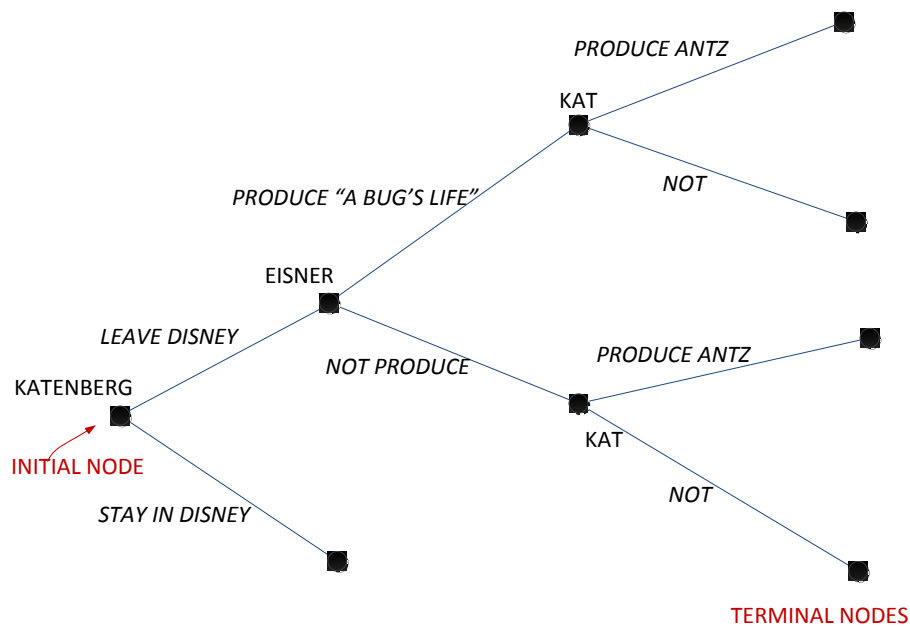 PRODUCE ANTZ
KAT
NOT
PRODUCE “A BUG’S LIFE”
EISNER
LEAVE DISNEY
NOT PRODUCE
PRODUCE ANTZ
KATENBERG
KAT
INITIAL NODE
NOT
STAY IN DISNEY
TERMINAL NODES